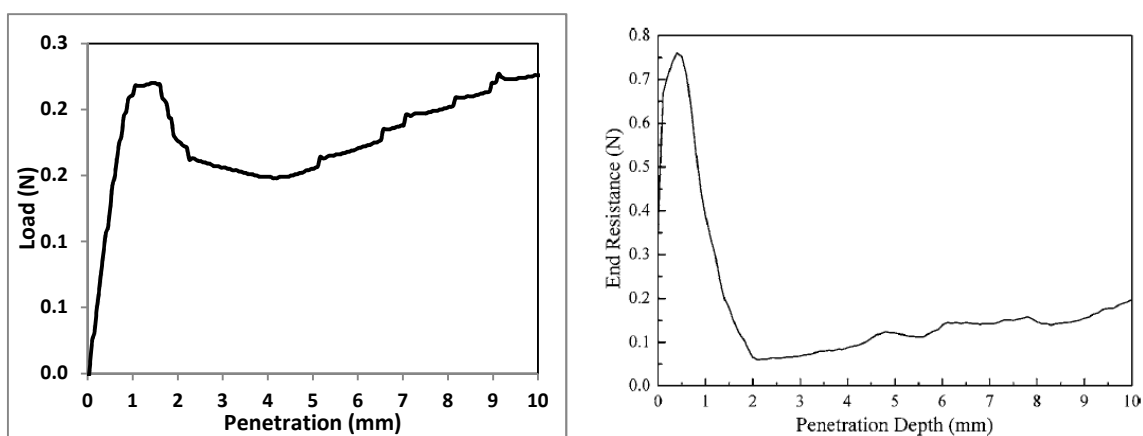 0.3
0.2
0.2
0.1
0.1
0.0
Load (N)
0 1 2 3 4 5 6 7 8 9 10
Penetration (mm)
0.8
0.7
0.6
0.5
0.4
0.3
0.2
0.1
0.0
End Resistance (N)
0 1 2 3 4 5 6 7 8 9 10
Penetration Depth (mm)